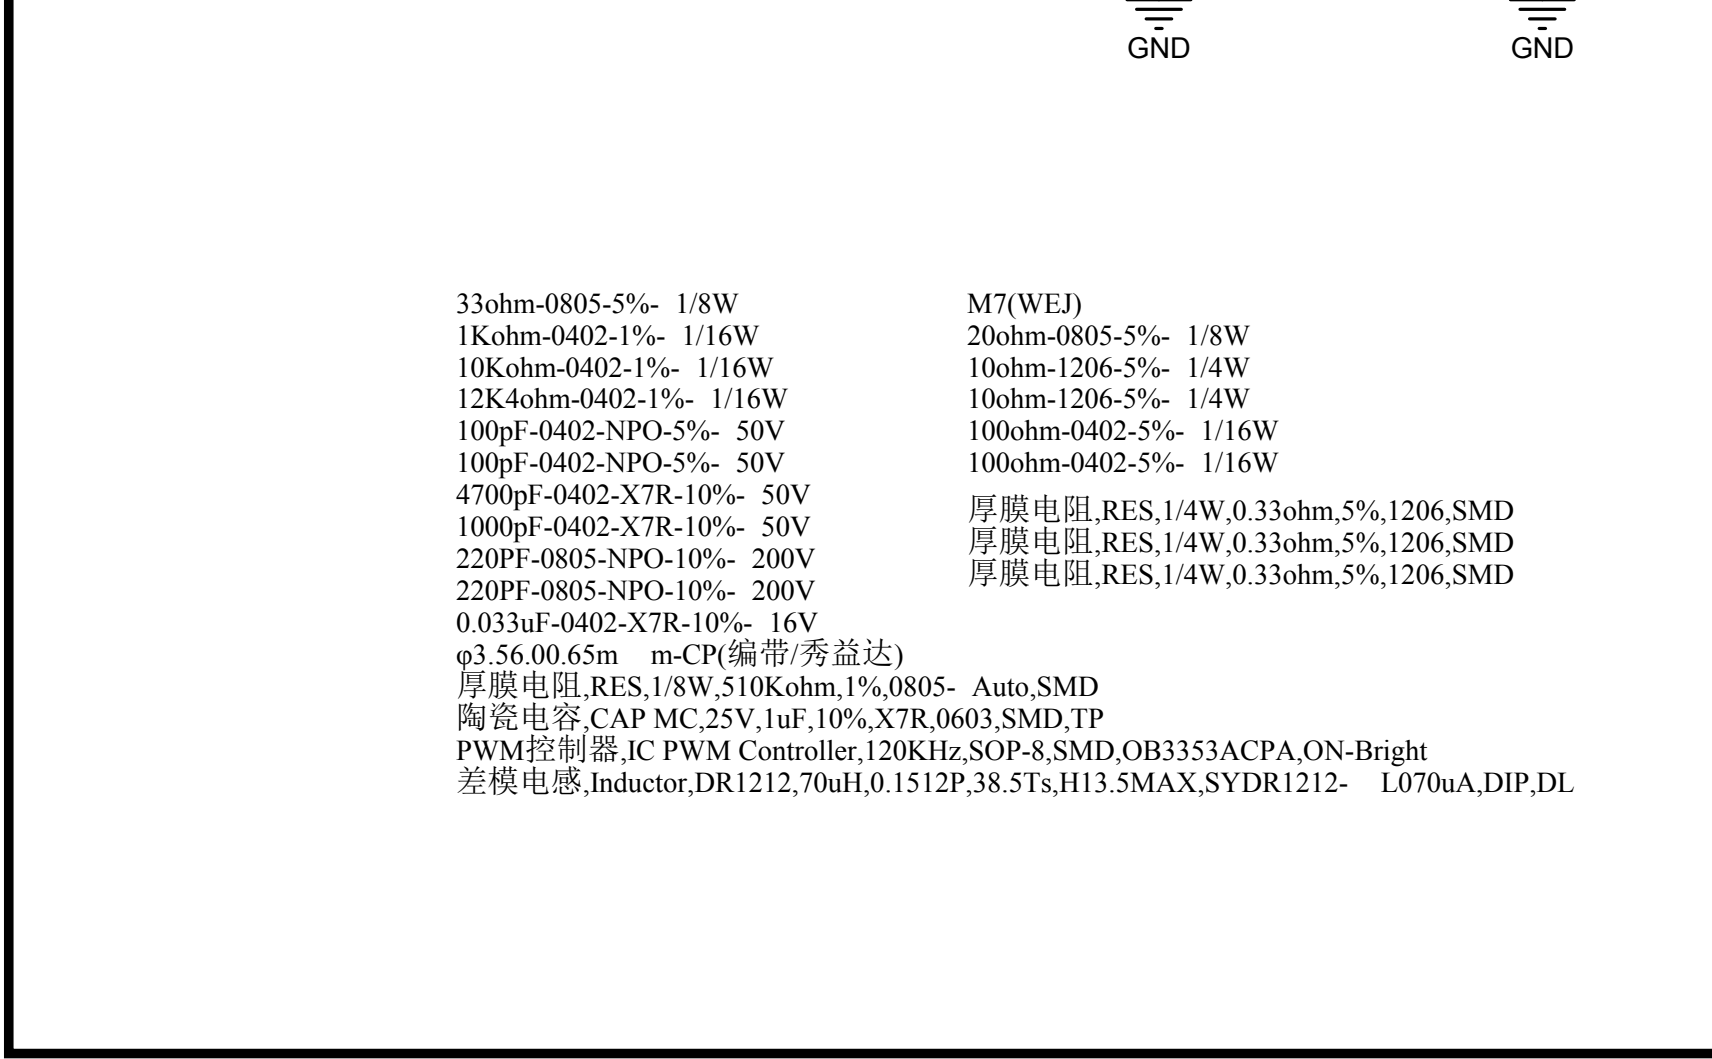 GND
GND
33ohm-0805-5%- 1/8W
1Kohm-0402-1%- 1/16W
10Kohm-0402-1%- 1/16W
12K4ohm-0402-1%- 1/16W
100pF-0402-NPO-5%- 50V
100pF-0402-NPO-5%- 50V
4700pF-0402-X7R-10%- 50V
1000pF-0402-X7R-10%- 50V
220PF-0805-NPO-10%- 200V
220PF-0805-NPO-10%- 200V
0.033uF-0402-X7R-10%- 16V
φ3.56.00.65m m-CP(编带/秀益达)
厚膜电阻,RES,1/8W,510Kohm,1%,0805- Auto,SMD
陶瓷电容,CAP MC,25V,1uF,10%,X7R,0603,SMD,TP
PWM控制器,IC PWM Controller,120KHz,SOP-8,SMD,OB3353ACPA,ON-Bright
差模电感,Inductor,DR1212,70uH,0.1512P,38.5Ts,H13.5MAX,SYDR1212- L070uA,DIP,DL
M7(WEJ)
20ohm-0805-5%- 1/8W
10ohm-1206-5%- 1/4W
10ohm-1206-5%- 1/4W
100ohm-0402-5%- 1/16W
100ohm-0402-5%- 1/16W
厚膜电阻,RES,1/4W,0.33ohm,5%,1206,SMD
厚膜电阻,RES,1/4W,0.33ohm,5%,1206,SMD
厚膜电阻,RES,1/4W,0.33ohm,5%,1206,SMD